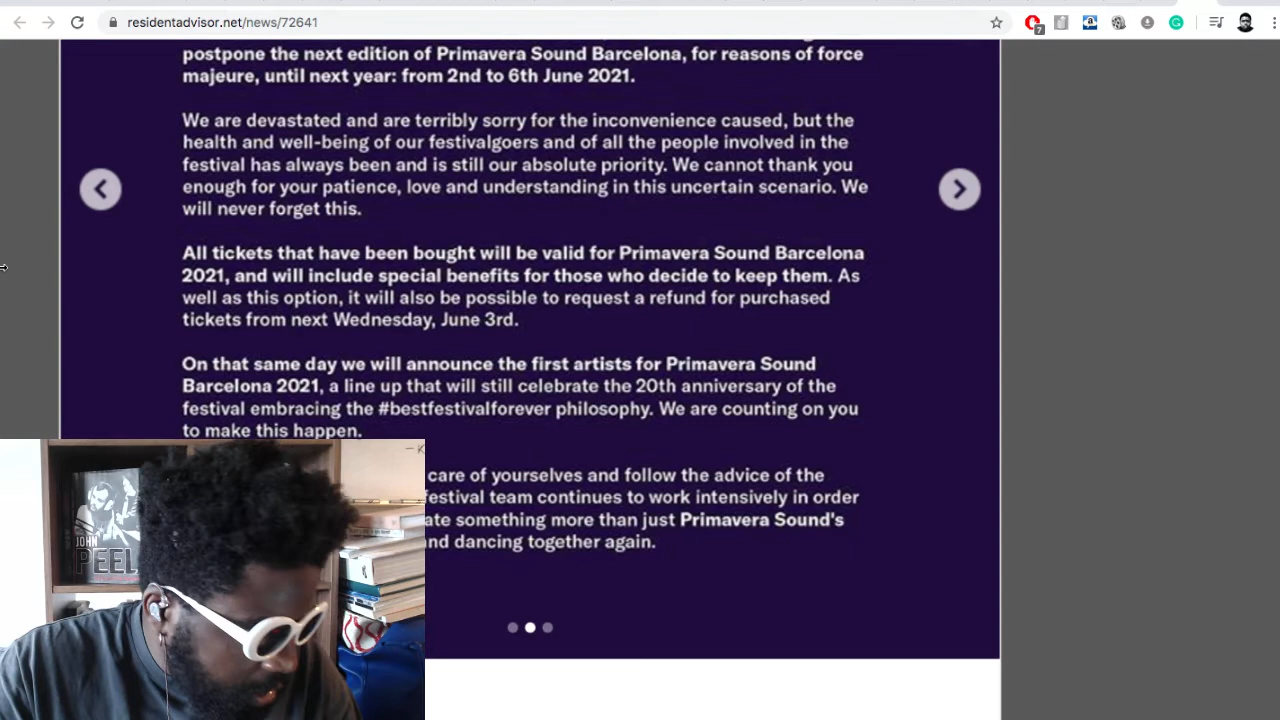 residentadvisor.net/news/72641
7
postpone the next edition of Primavera Sound Barcelona, for reasons of force
majeure, until next year: from 2nd to 6th June 2021.
We are devastated and are terribly sorry for the inconvenience caused, but the
health and well-being of our festivalgoers and of all the people involved in the
festival has always been and is still our absolute priority. We cannot thank you
enough for your patience, love and understanding in this uncertain scenario. We
will never forget this.
All tickets that have been bought will be valid for Primavera Sound Barcelona
2021, and will include special benefits for those who decide to keep them. As
well as this option, it will also be possible to request a refund for purchased
tickets from next Wednesday, June 3rd.
On that same day we will announce the first artists for Primavera Sound
Barcelona 2021, a line up that will still celebrate the 20th anniversary of the
festival embracing the #bestfestivalforever philosophy. We are counting on you
to make this happen.
care of yourselves and follow the advice of the
festival team continues to work intensively in order
ate something more than just Primavera Sound's
nd dancing together again.
JOHN
PEEL